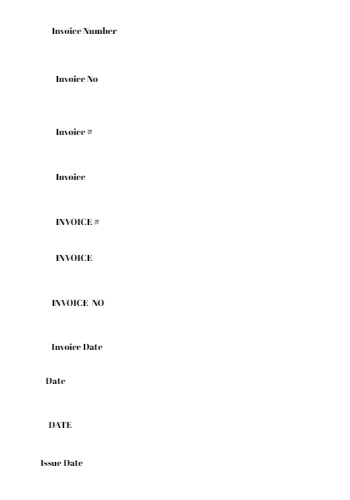 Invoice Number
Invoice No
Invoice #
Invoice
INVOICE #
INVOICE
INVOICE NO
Invoice Date
Date
DATE
Issue Date